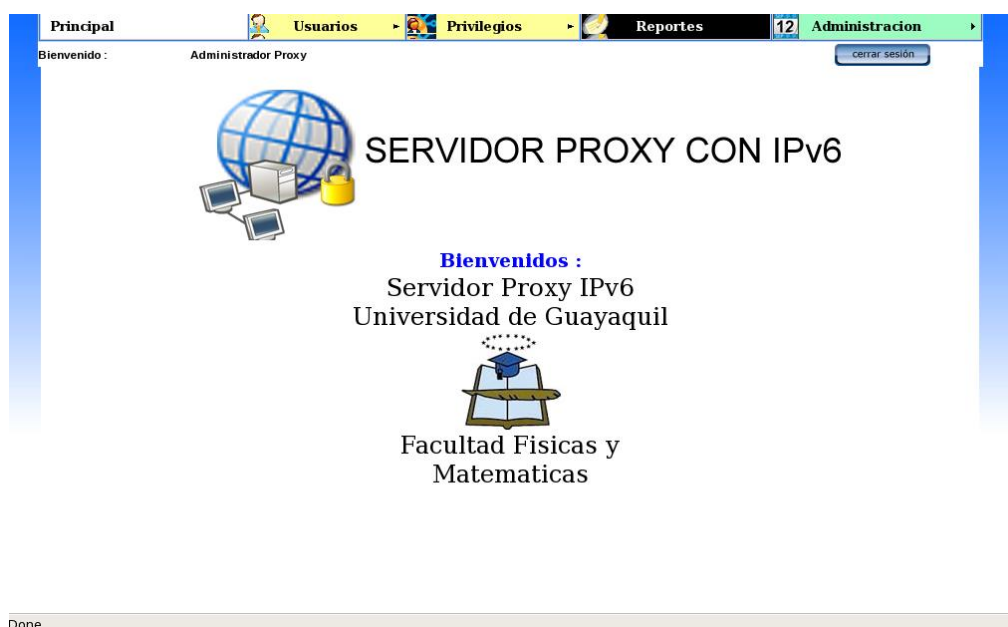 Principal Usuarios Privilegios Reportes 12 Administracion
Bienvenido : Administrador Proxy cerrar sesión
SERVIDOR PROXY CON IPv6
Bienvenidos :
Servidor Proxy IPv6
Universidad de Guayaquil
Facultad Fisicas y
Matematicas
Done